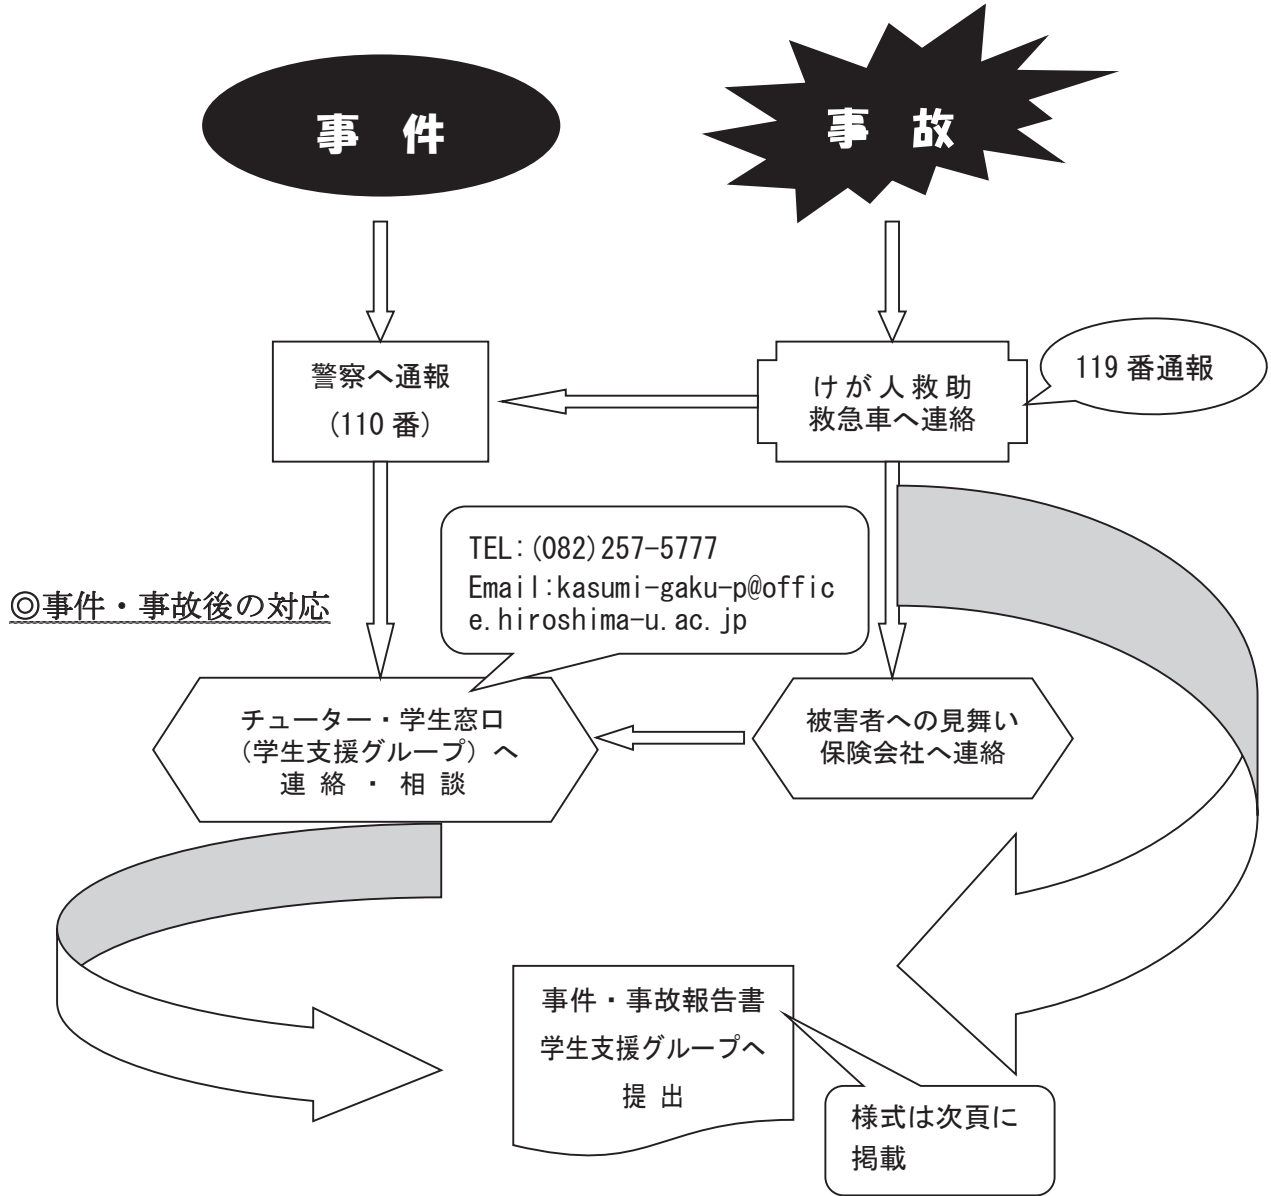 事 件
事 故
警察へ通報
(110 番)
けが人救助
救急車へ連絡
119 番通報
TEL:(082)257-5777
Email:kasumi-gaku-p@offic
e.hiroshima-u.ac.jp
◎事件・事故後の対応
チューター・学生窓口
(学生支援グループ)へ
連 絡 ・ 相 談
被害者への見舞い
保険会社へ連絡
事件・事故報告書
学生支援グループへ
提 出
様式は次頁に
掲載